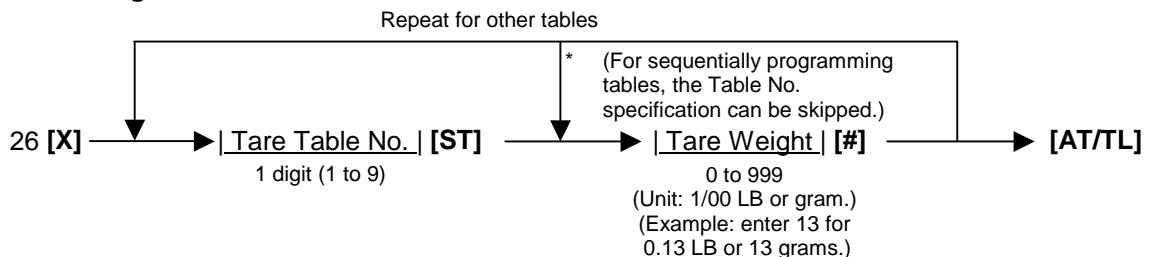 Repeat for other tables
* (For sequentially programming
tables, the Table No.
specification can be skipped.)
26 [X] | Tare Table No. | [ST] | Tare Weight | [#] [AT/TL]
1 digit (1 to 9) 0 to 999
(Unit: 1/00 LB or gram.)
(Example: enter 13 for
0.13 LB or 13 grams.)